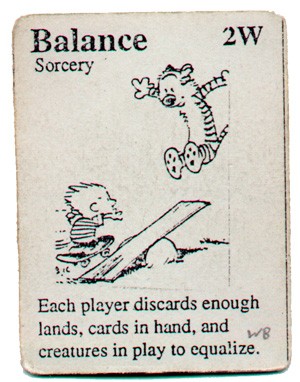 Balance 2W
Sorcery
Each player discards enough
lands, cards in hand, and
creatures in play to equalize.
WB